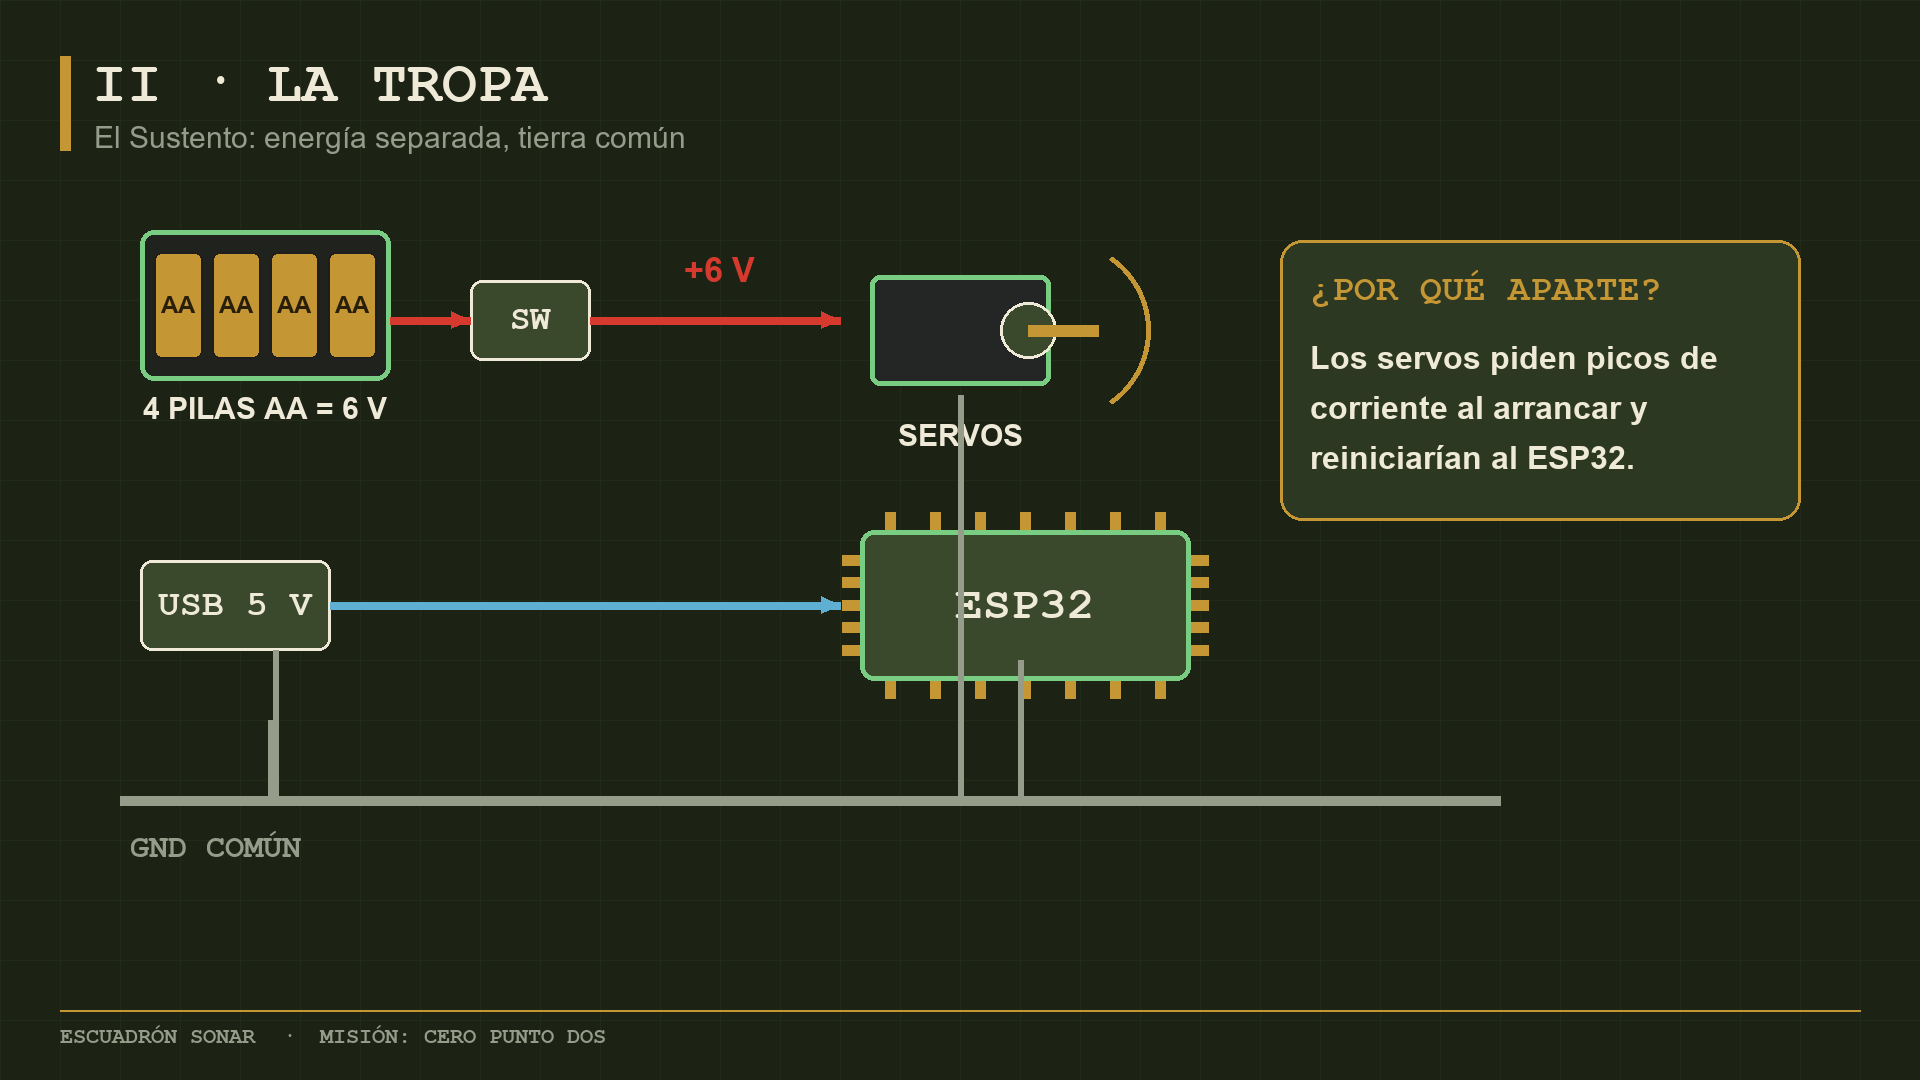 II · LA TROPA
El Sustento: energía separada, tierra común
AA AA AA AA
SW
+6 V
4 PILAS AA = 6 V
SERVOS
¿POR QUÉ APARTE?
Los servos piden picos de
corriente al arrancar y
reiniciarían al ESP32.
USB 5 V
ESP32
GND COMÚN
ESCUADRÓN SONAR · MISIÓN: CERO PUNTO DOS